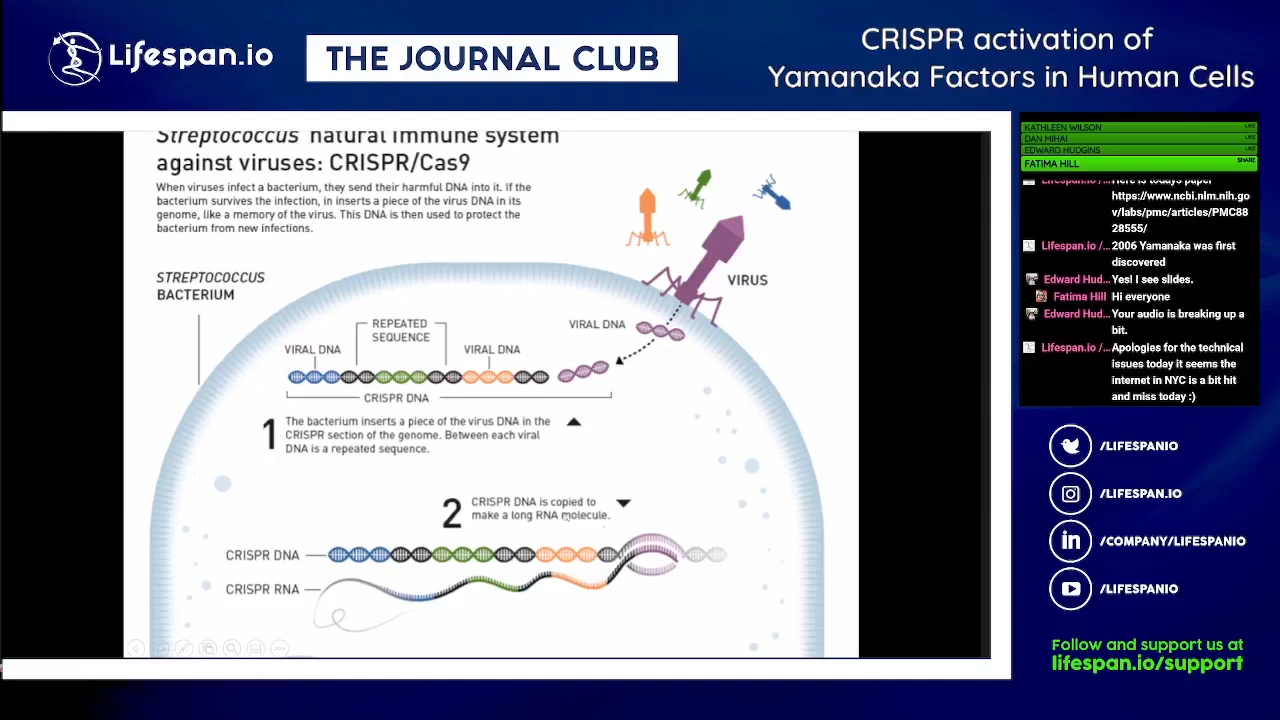 Lifespan.io
THE JOURNAL CLUB
CRISPR activation of
Yamanaka Factors in Human Cells
Streptococcus' natural immune system
against viruses: CRISPR/Cas9
When viruses infect a bacterium, they send their harmful DNA into it. If the
bacterium survives the infection, in inserts a piece of the virus DNA in its
genome, like a memory of the virus. This DNA is then used to protect the
bacterium from new infections.
STREPTOCOCCUS
BACTERIUM
VIRUS
VIRAL DNA
REPEATED
SEQUENCE
VIRAL DNA
VIRAL DNA
CRISPR DNA
1
The bacterium inserts a piece of the virus DNA in the
CRISPR section of the genome. Between each viral
DNA is a repeated sequence.
2
CRISPR DNA is copied to
make a long RNA molecule.
CRISPR DNA
CRISPR RNA
KATHLEEN WILSON LIKE
DAN MIHAI LIKE
EDWARD HUDGINS LIKE
FATIMA HILL SHARE
Lifespan.io /... Here is todays paper
https://www.ncbi.nlm.nih.go
v/labs/pmc/articles/PMC88
28555/
Lifespan.io /... 2006 Yamanaka was first
discovered
Edward Hud... Yes! I see slides.
Fatima Hill Hi everyone
Edward Hud... Your audio is breaking up a
bit.
Lifespan.io /... Apologies for the technical
issues today it seems the
internet in NYC is a bit hit
and miss today :)
/LIFESPANIO
/LIFESPAN.IO
/COMPANY/LIFESPANIO
/LIFESPANIO
Follow and support us at
lifespan.io/support